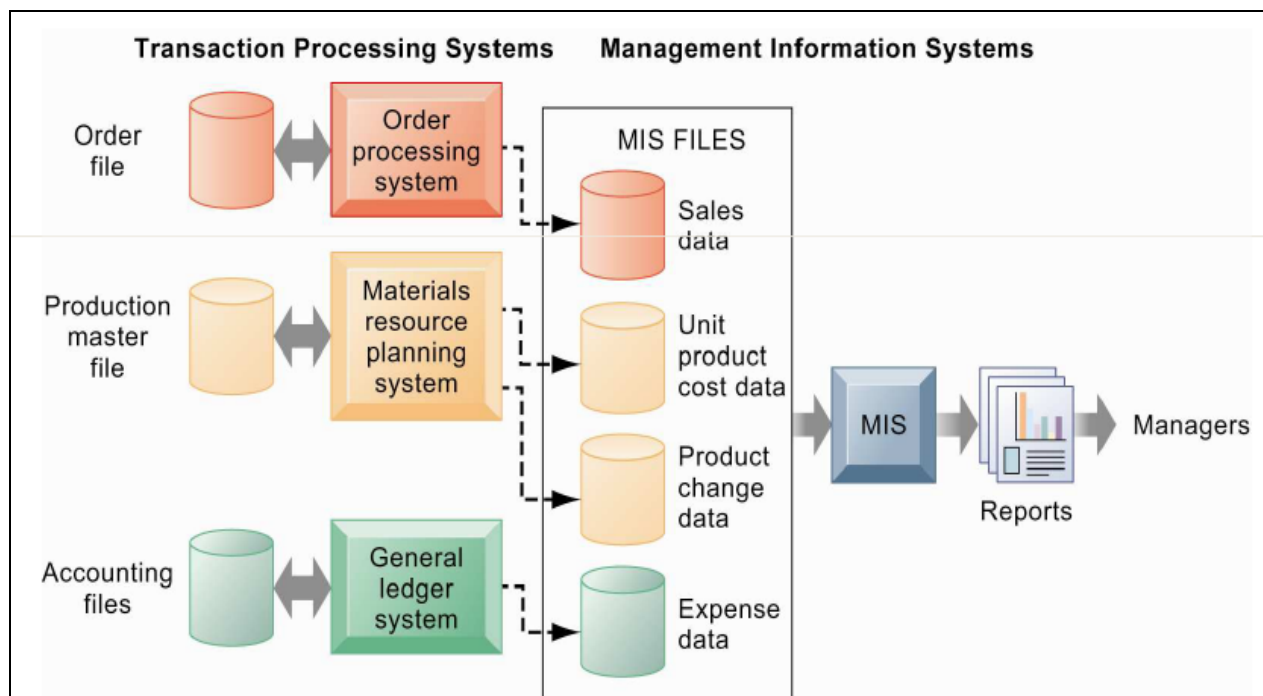 Transaction Processing Systems
Management Information Systems
Order
file
Order
processing
system
MIS FILES
Sales
data
Production
master
file
Materials
resource
planning
system
Unit
product
cost data
Product
change
data
MIS
Reports
Managers
Accounting
files
General
ledger
system
Expense
data